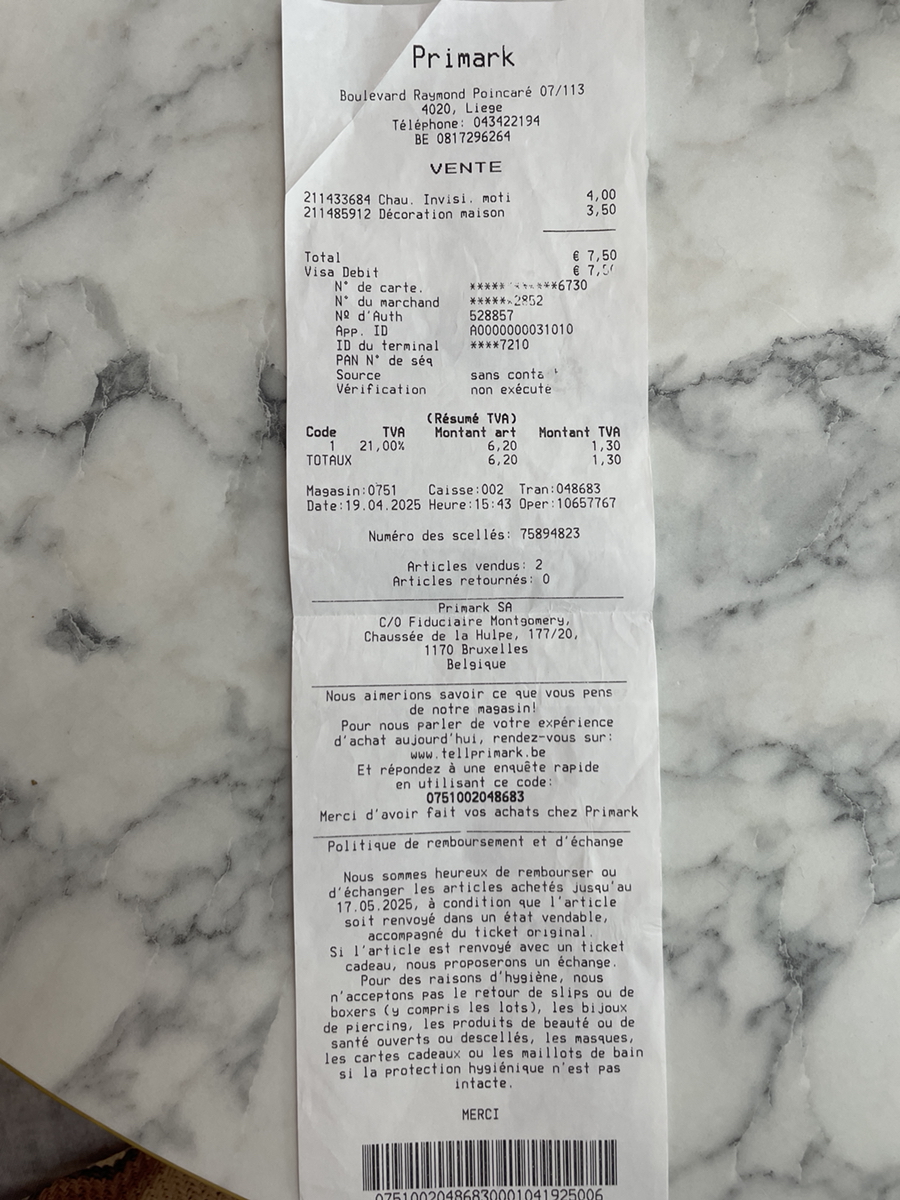 Primark
Boulevard Raymond Poincaré 07/113
4020, Liege
Téléphone: 043422194
BE 0817296264
VENTE
211433684 Chau. Invisi. moti 4,00
211485912 Décoration maison 3,50
Total € 7,50
Visa Debit €
N° de carte. ************6730
N° du marchand ******2852
Nº d'Auth 528857
App. ID A0000000031010
ID du terminal ****7210
PAN N° de séq
Source sans
Vérification non exécute
(Résumé TVA)
Code TVA Montant art Montant TVA
1 21,00% 6,20 1,30
TOTAUX 6,20 1,30
Magasin:0751 Caisse:002 Tran:048683
Date:19.04.2025 Heure:15:43 Oper:10657767
Numéro des scellés: 75894823
Articles vendus: 2
Articles retournés: 0
Primark SA
C/O Fiduciaire Montgomery,
Chaussée de la Hulpe, 177/20,
1170 Bruxelles
Belgique
Nous aimerions savoir ce que vous pens
de notre magasin!
Pour nous parler de votre expérience
d'achat aujourd'hui, rendez-vous sur:
www.tellprimark.be
Et répondez à une enquête rapide
en utilisant ce code:
0751002048683
Merci d'avoir fait vos achats chez Primark
Politique de remboursement et d'échange
Nous sommes heureux de rembourser ou
d'échanger les articles achetés jusqu'au
17.05.2025, à condition que l'article
soit renvoyé dans un état vendable,
accompagné du ticket original.
Si l'article est renvoyé avec un ticket
cadeau, nous proposerons un échange.
Pour des raisons d'hygiène, nous
n'acceptons pas le retour de slips ou de
boxers (y compris les lots), les bijoux
de piercing, les produits de beauté ou de
santé ouverts ou descellés, les masques,
les cartes cadeaux ou les maillots de bain
si la protection hygiénique n'est pas
intacte.
MERCI
07510020486830001041925006